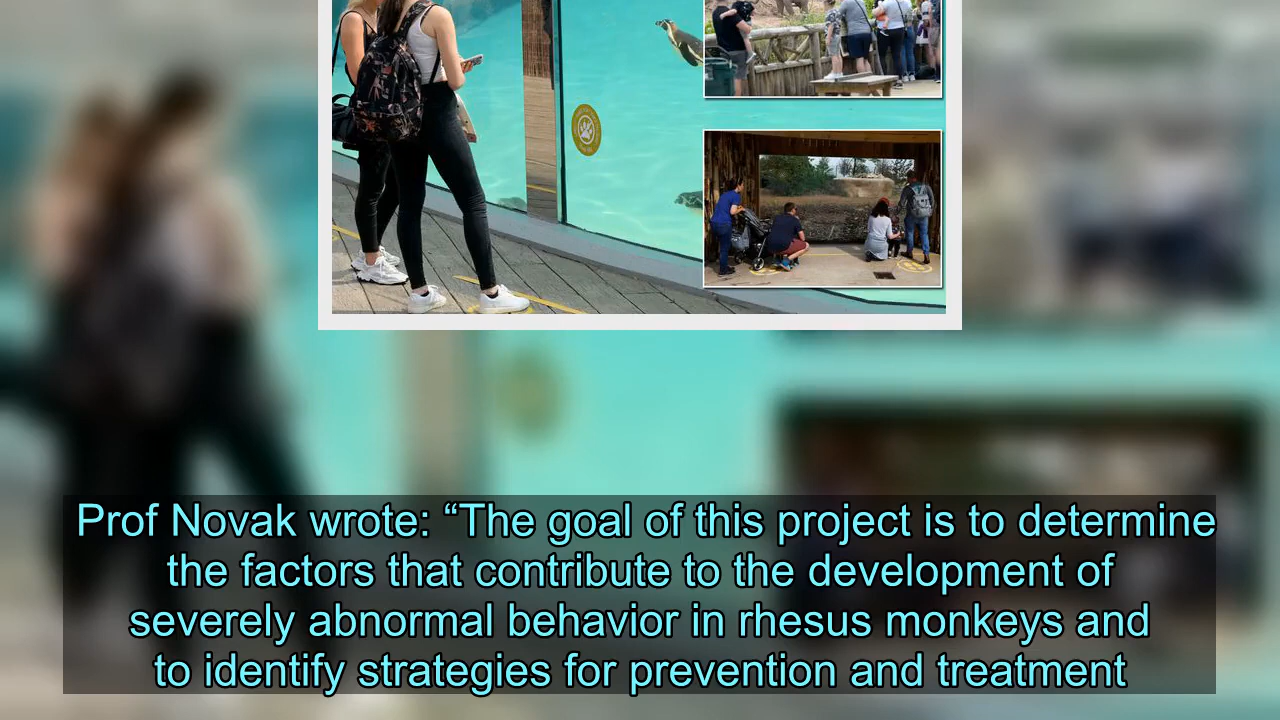 Prof Novak wrote: “The goal of this project is to determine
the factors that contribute to the development of
severely abnormal behavior in rhesus monkeys and
to identify strategies for prevention and treatment